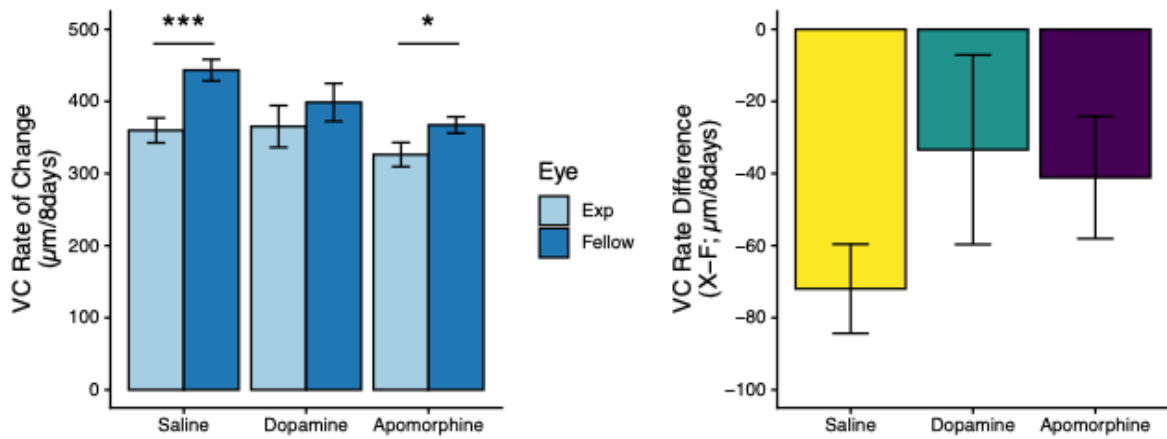 VC Rate of Change
(µm/8days)
500
400
300
200
100
0
***
*
Saline
Dopamine
Apomorphine
Eye
Exp
Fellow
VC Rate Difference
(X−F; µm/8days)
0
−20
−40
−60
−80
−100
Saline
Dopamine
Apomorphine